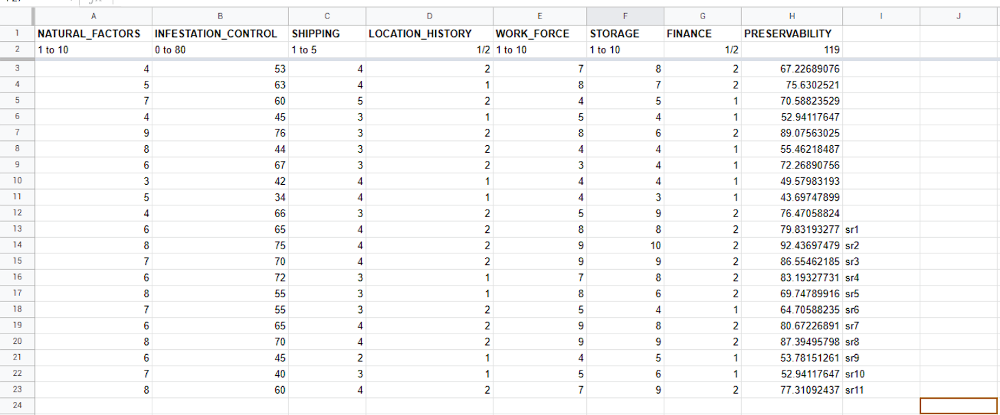 A B C D E F G H I J
1 NATURAL_FACTORS INFESTATION_CONTROL SHIPPING LOCATION_HISTORY WORK_FORCE STORAGE FINANCE PRESERVABILITY
2 1 to 10 0 to 80 1 to 5 1/2 1 to 10 1 to 10 1/2 119
3 4 53 4 2 7 8 2 67.22689076
4 5 63 4 1 8 7 2 75.6302521
5 7 60 5 2 4 5 1 70.58823529
6 4 45 3 1 5 4 1 52.94117647
7 9 76 3 2 8 6 2 89.07563025
8 8 44 3 2 4 4 1 55.46218487
9 6 67 3 2 3 4 1 72.26890756
10 3 42 4 1 4 4 1 49.57983193
11 5 34 4 1 4 3 1 43.69747899
12 4 66 3 2 5 9 2 76.47058824
13 6 65 4 2 8 8 2 79.83193277 sr1
14 8 75 4 2 9 10 2 92.43697479 sr2
15 7 70 4 2 9 9 2 86.55462185 sr3
16 6 72 3 1 7 8 2 83.19327731 sr4
17 8 55 3 1 8 6 2 69.74789916 sr5
18 7 55 3 2 5 4 1 64.70588235 sr6
19 6 65 4 2 9 8 2 80.67226891 sr7
20 8 70 4 2 9 9 2 87.39495798 sr8
21 6 45 2 1 4 5 1 53.78151261 sr9
22 7 40 3 1 5 6 1 52.94117647 sr10
23 8 60 4 2 7 9 2 77.31092437 sr11
24